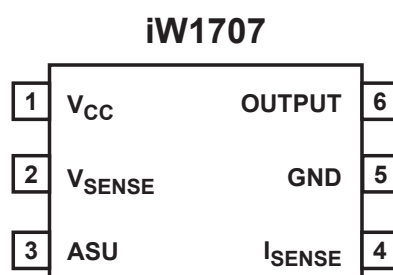 iW1707
1 VCC OUTPUT 6
2 VSENSE GND 5
3 ASU ISENSE 4